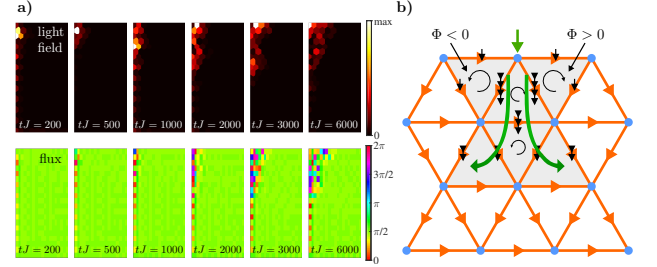 a)
b)
light
field
tJ = 200
tJ = 500
tJ = 1000
tJ = 2000
tJ = 3000
tJ = 6000
max
0
flux
tJ = 200
tJ = 500
tJ = 1000
tJ = 2000
tJ = 3000
tJ = 6000
2π
3π/2
π
π/2
0
Φ < 0
Φ > 0